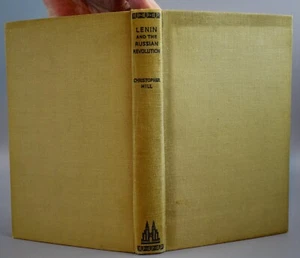 LENIN
AND THE
RUSSIAN
REVOLUTION
CHRISTOPHER
HILL